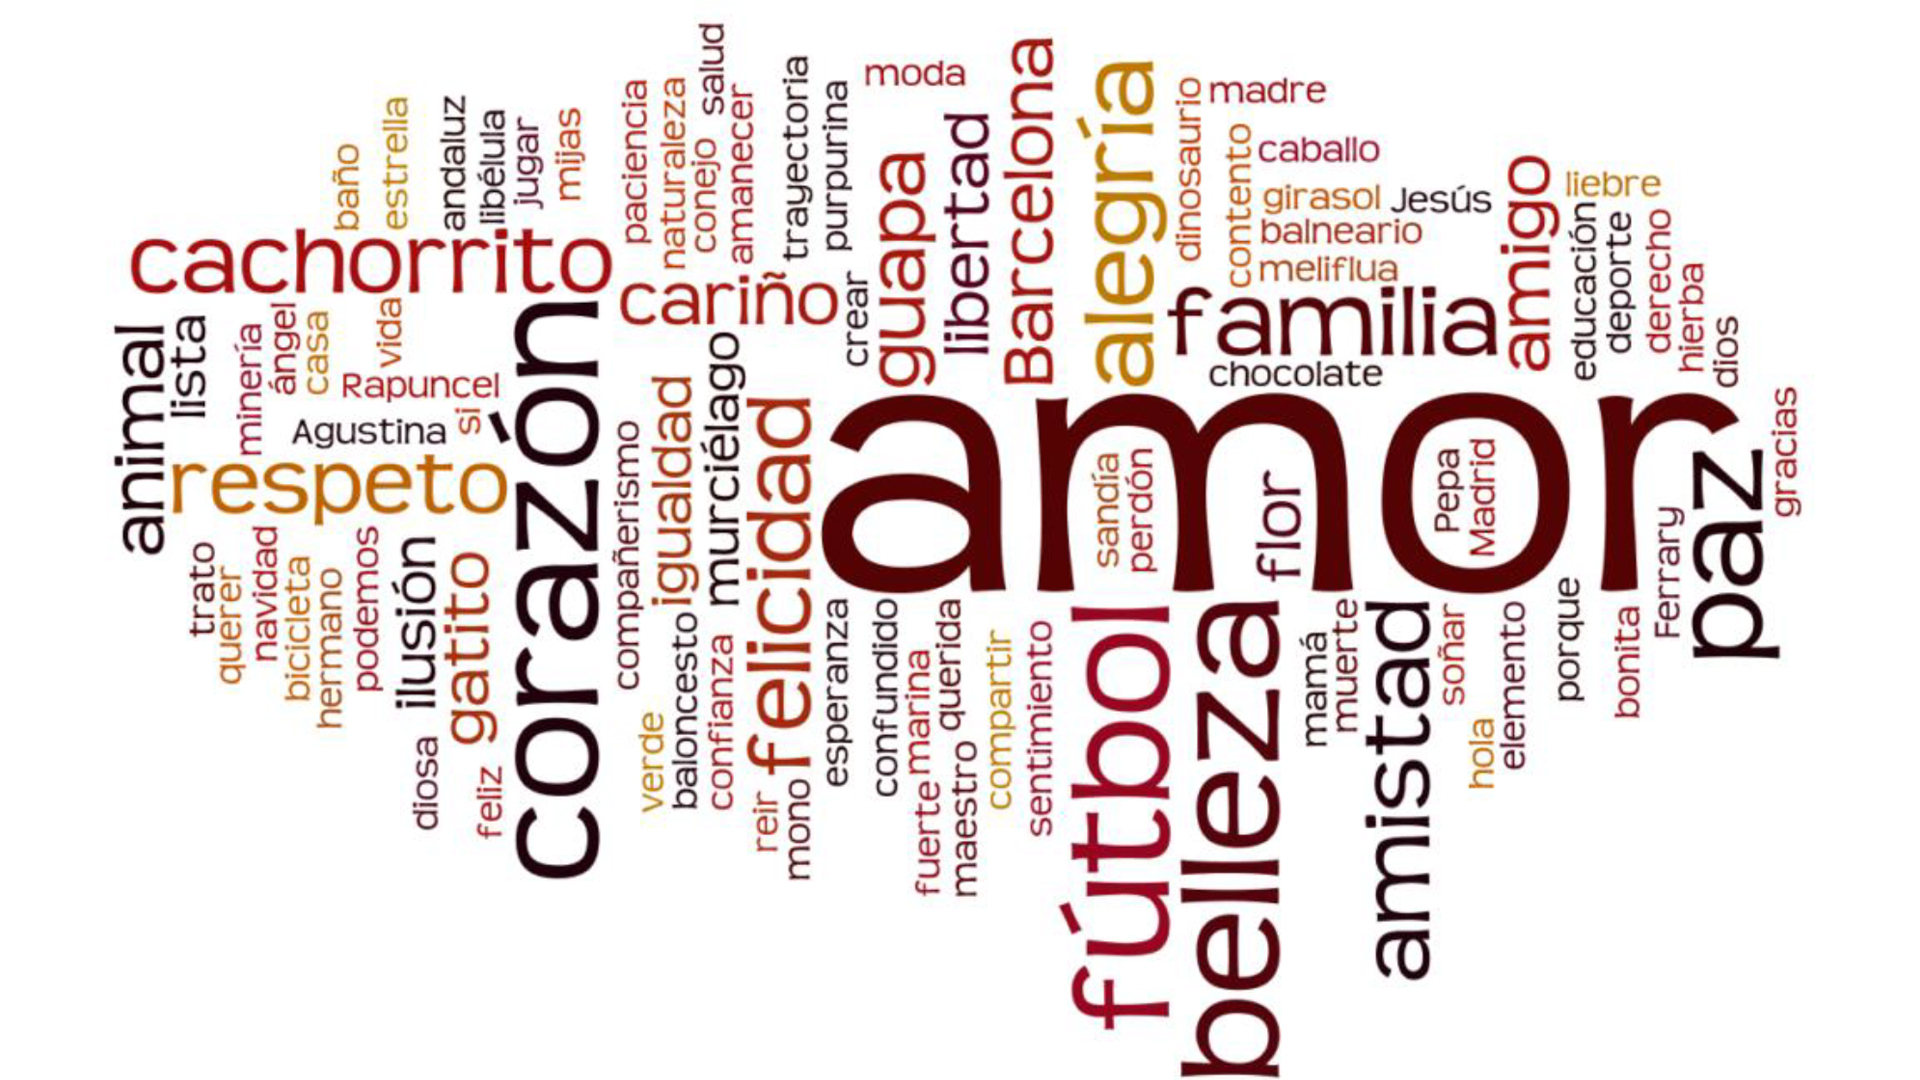 salud
moda
Barcelona
trayectoria
alegría
madre
paciencia
naturaleza
conejo
amanecer
purpurina
dinosaurio
estrella
andaluz
libélula
jugar
mijas
libertad
contento
caballo
baño
guapa
amigo
liebre
girasol
Jesús
educación
deporte
derecho
balneario
cachorrito
meliflua
hierba
cariño
crear
familia
dios
animal
lista
minería
ángel
casa
vida
corazón
murciélago
chocolate
Rapuncel
igualdad
felicidad
amor
gracias
Agustina
si
compañerismo
sandía
perdón
flor
Pepa
Madrid
paz
respeto
Ferrary
trato
querer
navidad
bicicleta
hermano
podemos
ilusión
gatito
baloncesto
confianza
esperanza
confundido
marina
querida
compartir
sentimiento
fútbol
belleza
mamá
muerte
amistad
soñar
elemento
porque
bonita
verde
diosa
feliz
reir
mono
fuerte
maestro
hola